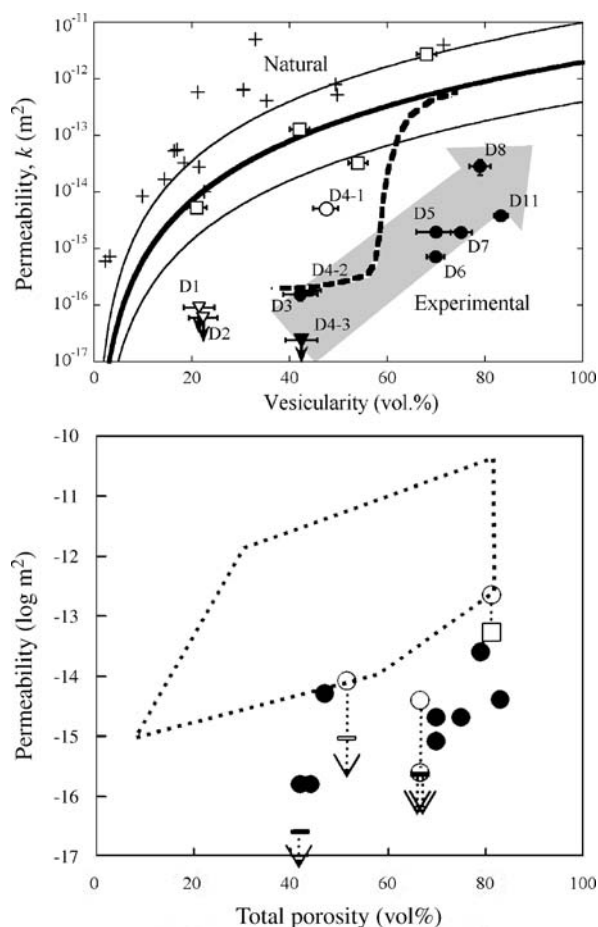 10⁻¹¹
10⁻¹²
10⁻¹³
10⁻¹⁴
10⁻¹⁵
10⁻¹⁶
10⁻¹⁷
Permeability, k (m²)
Natural
D8
D4-1
D11
D5
D7
D4-2
D6
D1
D3
D2
D4-3
Experimental
0 20 40 60 80 100
Vesicularity (vol.%)
-10
-11
-12
-13
-14
-15
-16
-17
Permeability (log m²)
0 20 40 60 80 100
Total porosity (vol%)